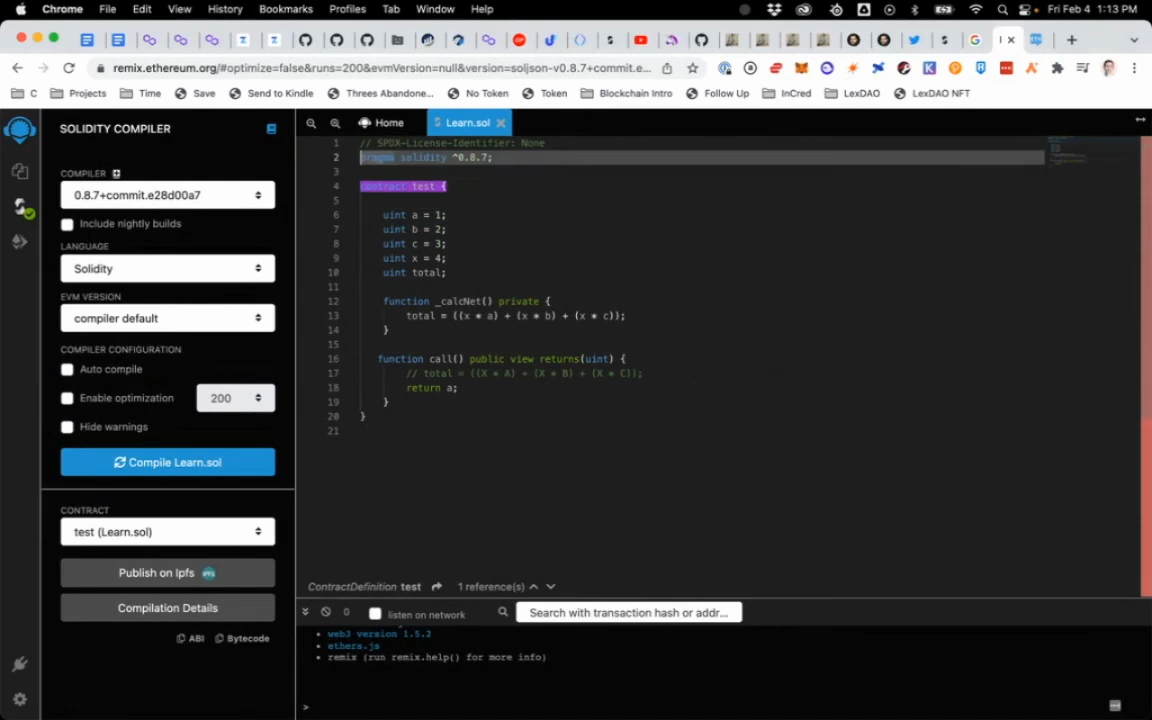 Chrome File Edit View History Bookmarks Profiles Tab Window Help Fri Feb 4 1:13 PM
remix.ethereum.org/#optimize=false&runs=200&evmVersion=null&version=soljson-v0.8.7+commit.e...
C Projects Time Save Send to Kindle Threes Abandone... No Token Token Blockchain Intro Follow Up InCred LexDAO LexDAO NFT
SOLIDITY COMPILER
COMPILER
0.8.7+commit.e28d00a7
Include nightly builds
LANGUAGE
Solidity
EVM VERSION
compiler default
COMPILER CONFIGURATION
Auto compile
Enable optimization 200
Hide warnings
Compile Learn.sol
CONTRACT
test (Learn.sol)
Publish on Ipfs
Compilation Details
ABI Bytecode
Home Learn.sol
1 // SPDX-License-Identifier: None
2 pragma solidity ^0.8.7;
3
4 contract test {
5
6 uint a = 1;
7 uint b = 2;
8 uint c = 3;
9 uint x = 4;
10 uint total;
11
12 function _calcNet() private {
13 total = ((x * a) + (x * b) + (x * c));
14 }
15
16 function call() public view returns(uint) {
17 // total = ((X * A) + (X * B) + (X * C));
18 return a;
19 }
20 }
21
ContractDefinition test 1 reference(s)
0 listen on network Search with transaction hash or addr...
web3 version 1.5.2
ethers.js
remix (run remix.help() for more info)
>